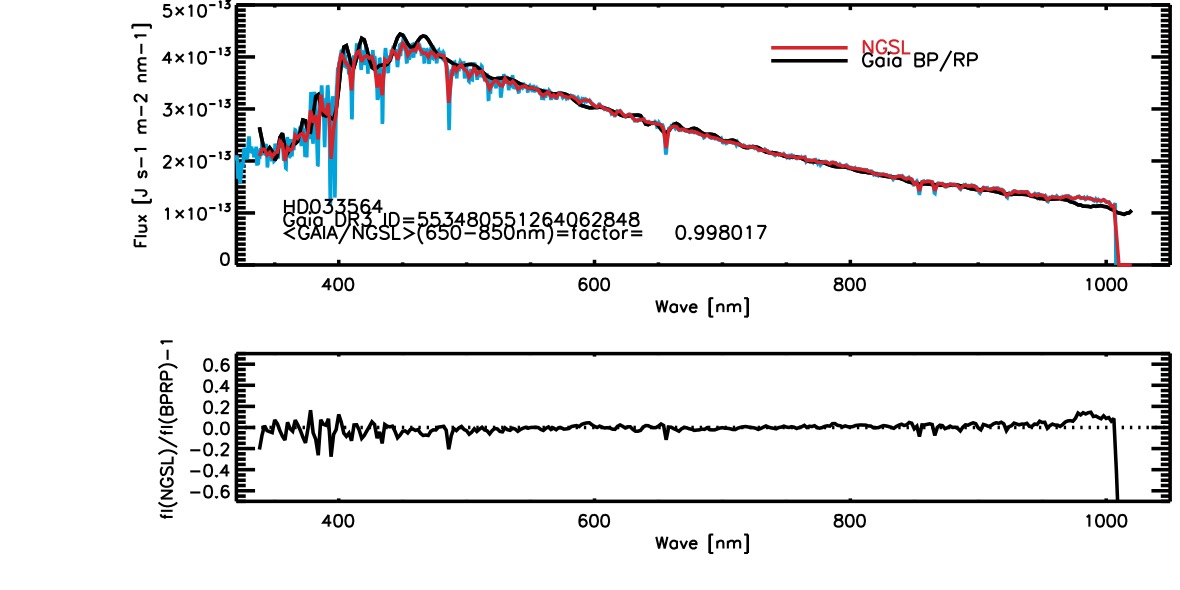 5×10−13
4×10−13
3×10−13
2×10−13
1×10−13
0
Flux [J s−1 m−2 nm−1]
NGSL
Gaia BP/RP
HD033564
Gaia DR3 ID=553480551264062848
<GAIA/NGSL>(650−850nm)=factor= 0.998017
400 600 800 1000
Wave [nm]
0.6
0.4
0.2
0.0
−0.2
−0.4
−0.6
fl(NGSL)/fl(BPRP)−1
400 600 800 1000
Wave [nm]